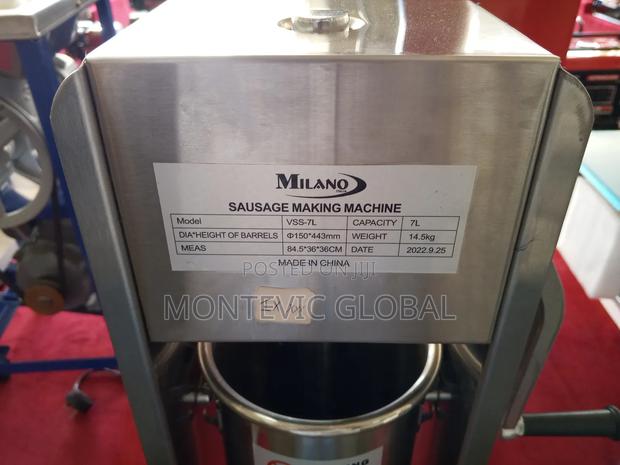 MILANO
SAUSAGE MAKING MACHINE
Model VSS-7L CAPACITY 7L
DIA*HEIGHT OF BARRELS Φ150*443mm WEIGHT 14.5kg
MEAS 84.5*36*36CM DATE 2022.9.25
MADE IN CHINA
POSTED ON JIJI
MONTEVIC GLOBAL